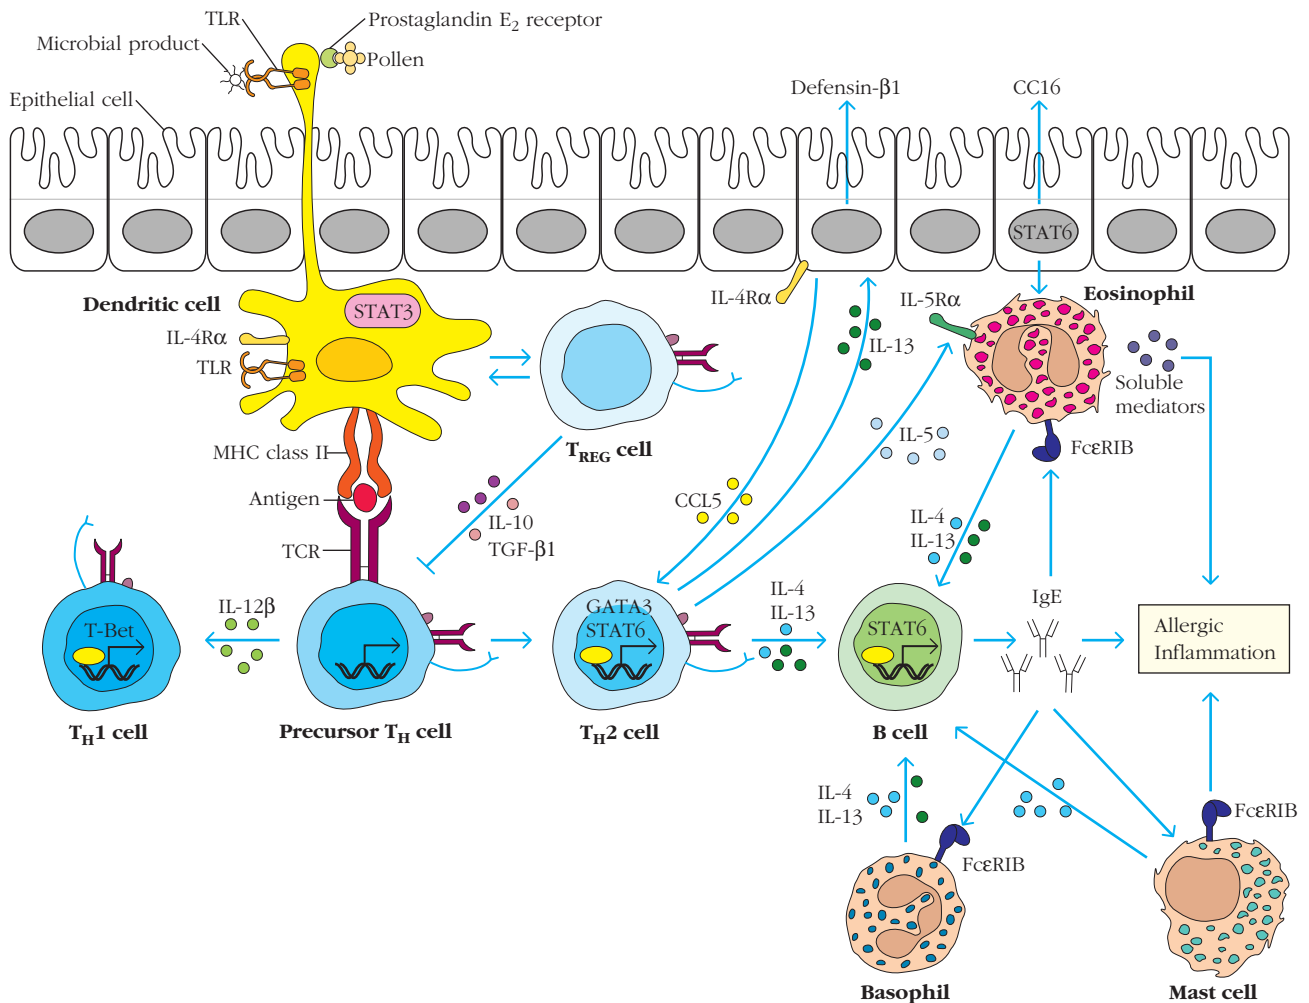 TLR
Prostaglandin E2 receptor
Microbial product
Pollen
Epithelial cell
Defensin-β1
CC16
STAT6
Dendritic cell
STAT3
IL-4Rα
TLR
IL-4Rα
IL-13
IL-5Rα
Eosinophil
Soluble
mediators
MHC class II
TREG cell
IL-5
FcεRIB
Antigen
IL-10
TGF-β1
CCL5
IL-4
IL-13
TCR
IL-12β
T-Bet
GATA3
STAT6
IL-4
IL-13
STAT6
IgE
Allergic
Inflammation
TH1 cell
Precursor TH cell
TH2 cell
B cell
IL-4
IL-13
FcεRIB
FcεRIB
Basophil
Mast cell